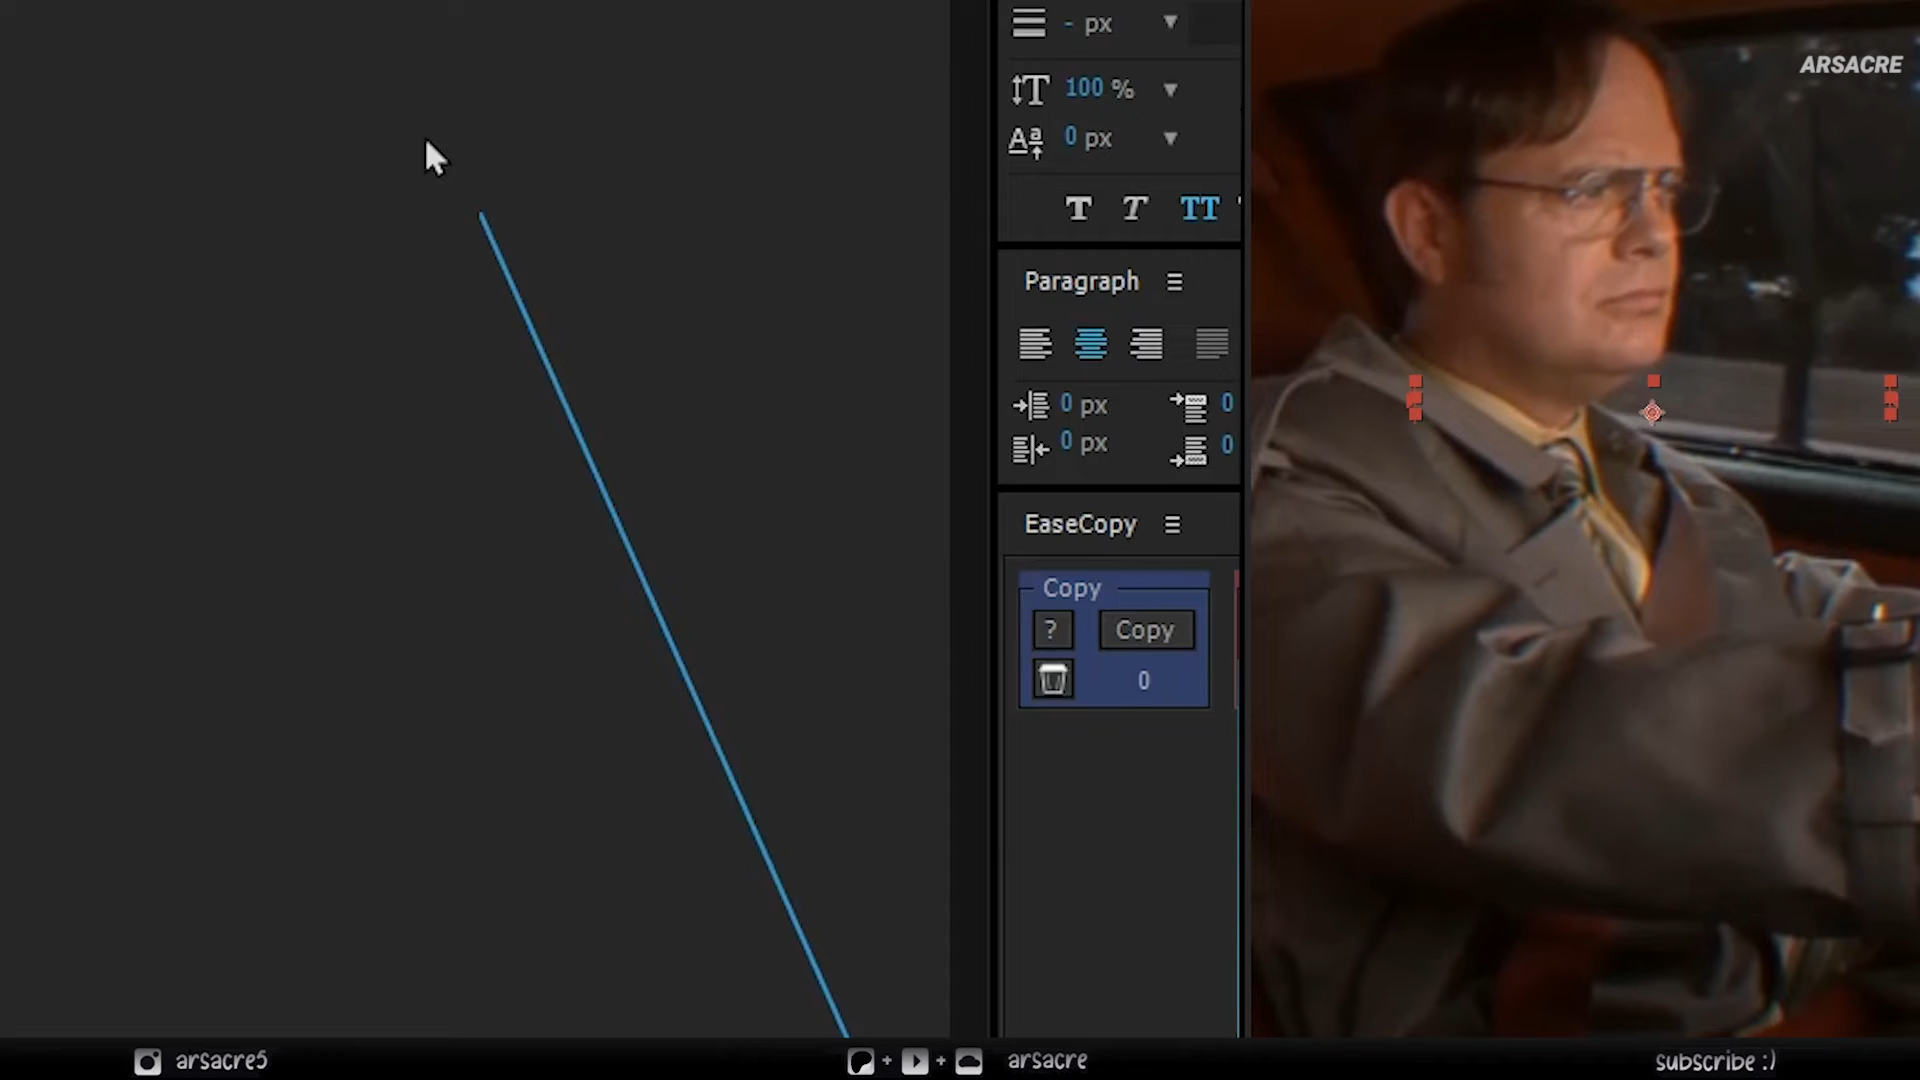 - px
ARSACRE
100 %
0 px
T T TT
Paragraph
0 px 0
0 px 0
EaseCopy
Copy
? Copy
0
arsacre5
+ + arsacre
subscribe :)